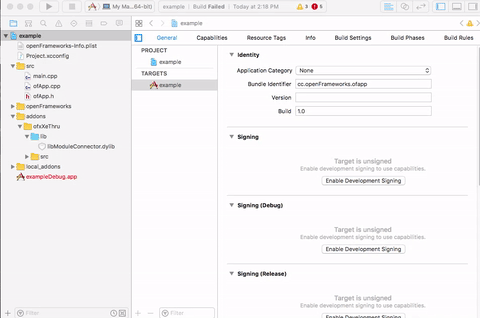 My Ma...64-bit)
example
Build Failed
Today at 2:18 PM
3
5
example
example
openFrameworks-Info.plist
Project.xcconfig
src
main.cpp
ofApp.cpp
ofApp.h
openFrameworks
addons
ofxXeThru
lib
libModuleConnector.dylib
src
local_addons
exampleDebug.app
Filter
General
Capabilities
Resource Tags
Info
Build Settings
Build Phases
Build Rules
PROJECT
example
TARGETS
example
Filter
Identity
Application Category
None
Bundle Identifier
cc.openFrameworks.ofapp
Version
Build
1.0
Signing
Target is unsigned
Enable development signing to use capabilities.
Enable Development Signing
Signing (Debug)
Target is unsigned
Enable development signing to use capabilities.
Enable Development Signing
Signing (Release)
Target is unsigned
Enable development signing to use capabilities.